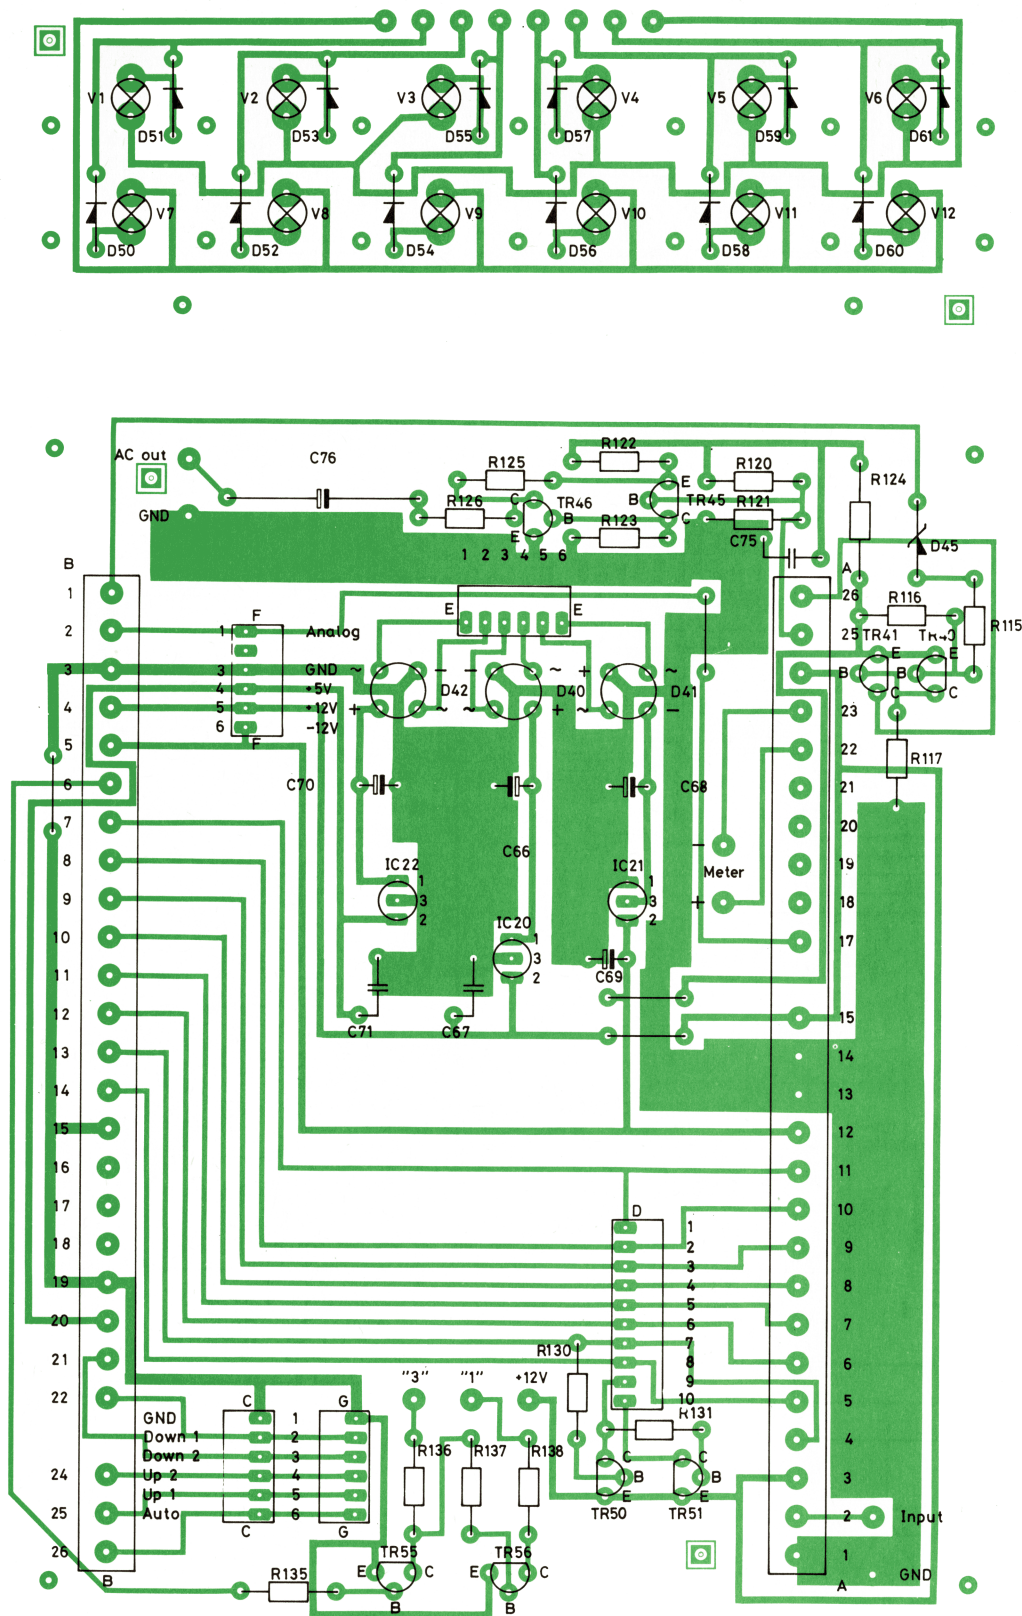 V1 V2 V3 V4 V5 V6
D51 D53 D55 D57 D59 D61
V7 V8 V9 V10 V11 V12
D50 D52 D54 D56 D58 D60
AC out
C76
R125
R122
R120
R124
R126
C
TR46
E
B
TR45
R121
GND
E
B
R123
C
C75
D45
1 2 3 4 5 6
B
A
1
26
R116
R115
F
E
E
2
1
Analog
25
TR41
E
TR40
E
3
3
GND
~
−
−
~
+
~
B
B
D42
D40
D41
4
+5V
C
C
4
5
+12V
+
~
~
+
~
−
23
6
−12V
5
F
22
R117
6
C70
C68
21
7
20
C66
−
8
IC22
IC21
Meter
19
1
1
9
3
3
+
18
2
IC20
2
10
1
17
3
11
2
C69
12
C71
C67
15
13
14
14
13
15
12
16
11
17
D
10
1
18
2
9
3
19
4
8
5
20
6
7
R130
7
21
8
6
"3"
"1"
+12V
9
22
C
G
10
5
GND
1
R131
Down 1
2
4
Down 2
3
R136
R137
R138
C
C
24
Up 2
4
B
B
3
Up 1
5
E
E
25
Auto
6
TR50
TR51
2
Input
C
G
26
TR55
TR56
1
E
C
E
C
GND
B
R135
A
B
B